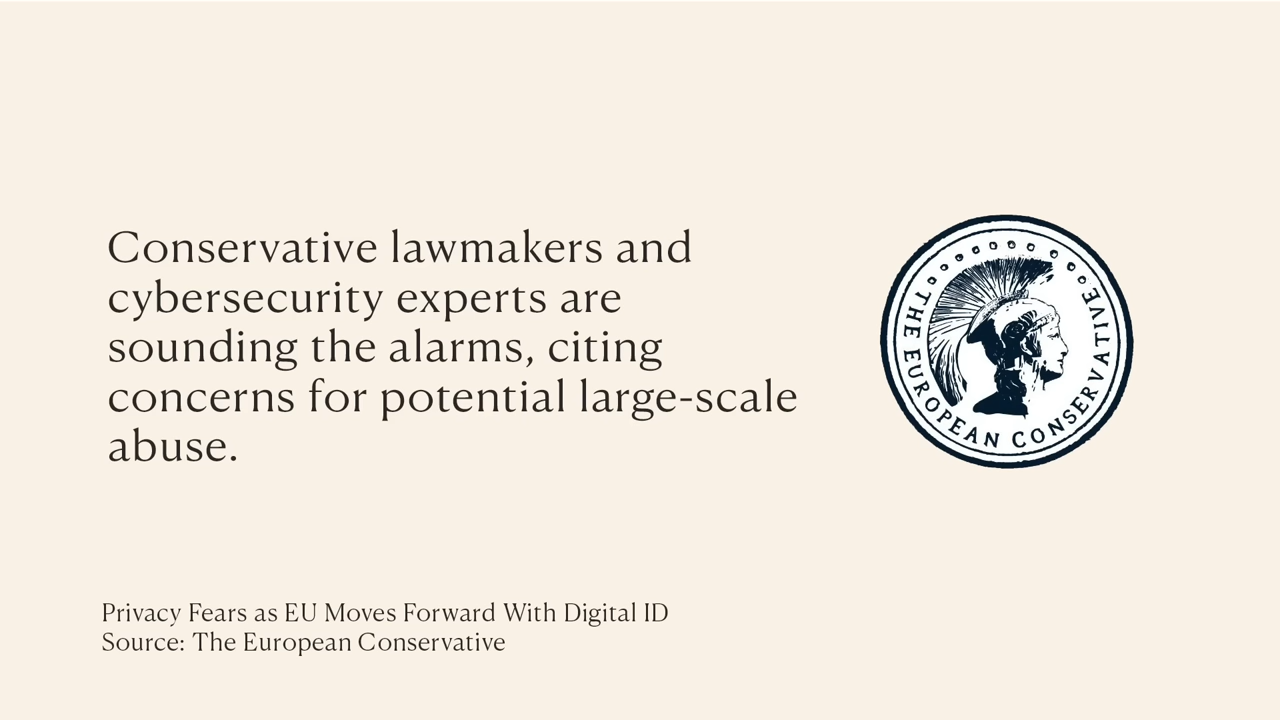 Conservative lawmakers and
cybersecurity experts are
sounding the alarms, citing
concerns for potential large-scale
abuse.
THE EUROPEAN CONSERVATIVE
Privacy Fears as EU Moves Forward With Digital ID
Source: The European Conservative